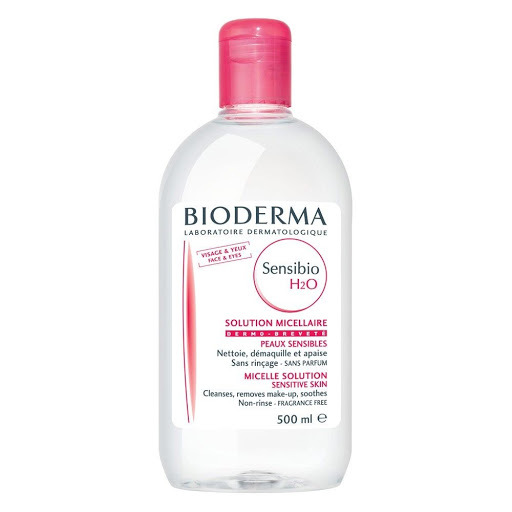 BIODERMA
LABORATOIRE DERMATOLOGIQUE
VISAGE & YEUX
FACE & EYES
Sensibio
H2O
SOLUTION MICELLAIRE
DERMO-BREVETÉ
PEAUX SENSIBLES
Nettoie, démaquille et apaise
Sans rinçage - SANS PARFUM
MICELLE SOLUTION
SENSITIVE SKIN
Cleanses, removes make-up, soothes
Non-rinse - FRAGRANCE FREE
500 ml e